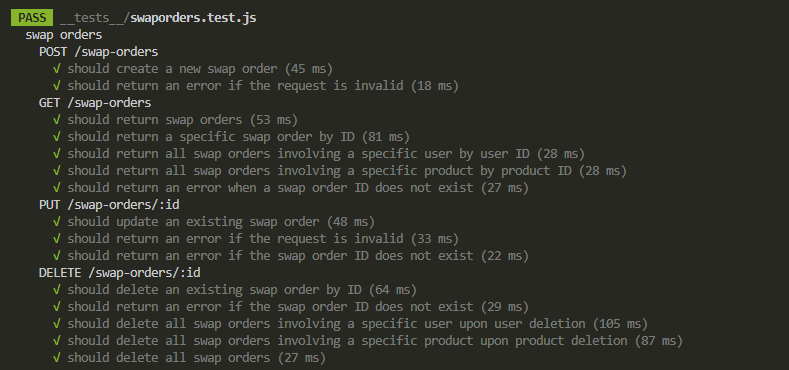 PASS __tests__/swaporders.test.js
swap orders
POST /swap-orders
√ should create a new swap order (45 ms)
√ should return an error if the request is invalid (18 ms)
GET /swap-orders
√ should return swap orders (53 ms)
√ should return a specific swap order by ID (81 ms)
√ should return all swap orders involving a specific user by user ID (28 ms)
√ should return all swap orders involving a specific product by product ID (28 ms)
√ should return an error when a swap order ID does not exist (27 ms)
PUT /swap-orders/:id
√ should update an existing swap order (48 ms)
√ should return an error if the request is invalid (33 ms)
√ should return an error if the swap order ID does not exist (22 ms)
DELETE /swap-orders/:id
√ should delete an existing swap order by ID (64 ms)
√ should return an error if the swap order ID does not exist (29 ms)
√ should delete all swap orders involving a specific user upon user deletion (105 ms)
√ should delete all swap orders involving a specific product upon product deletion (87 ms)
√ should delete all swap orders (27 ms)